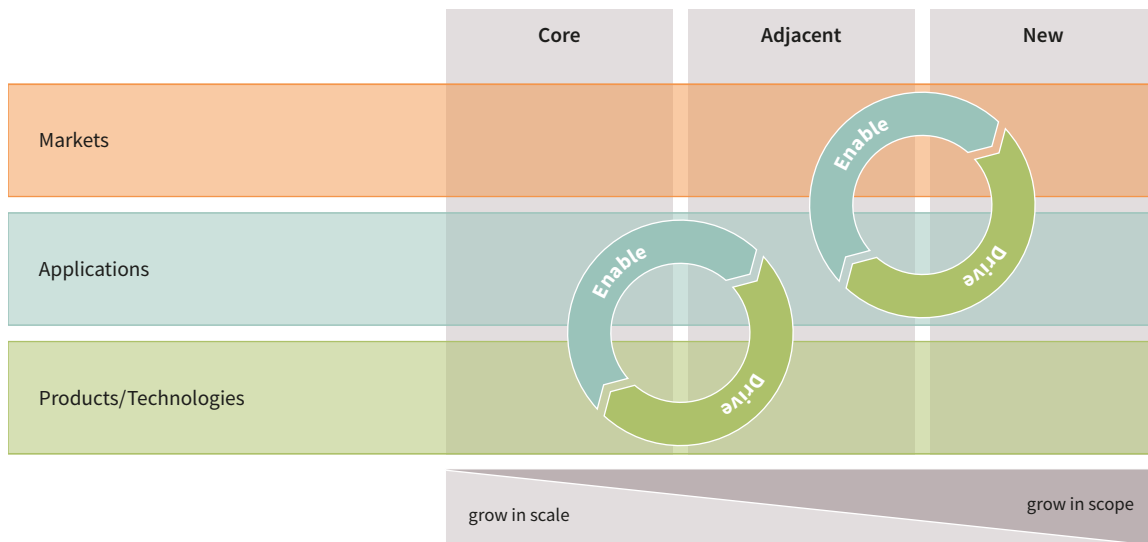 Core
Adjacent
New
Markets
Enable
Drive
Applications
Enable
Drive
Products/Technologies
grow in scale
grow in scope